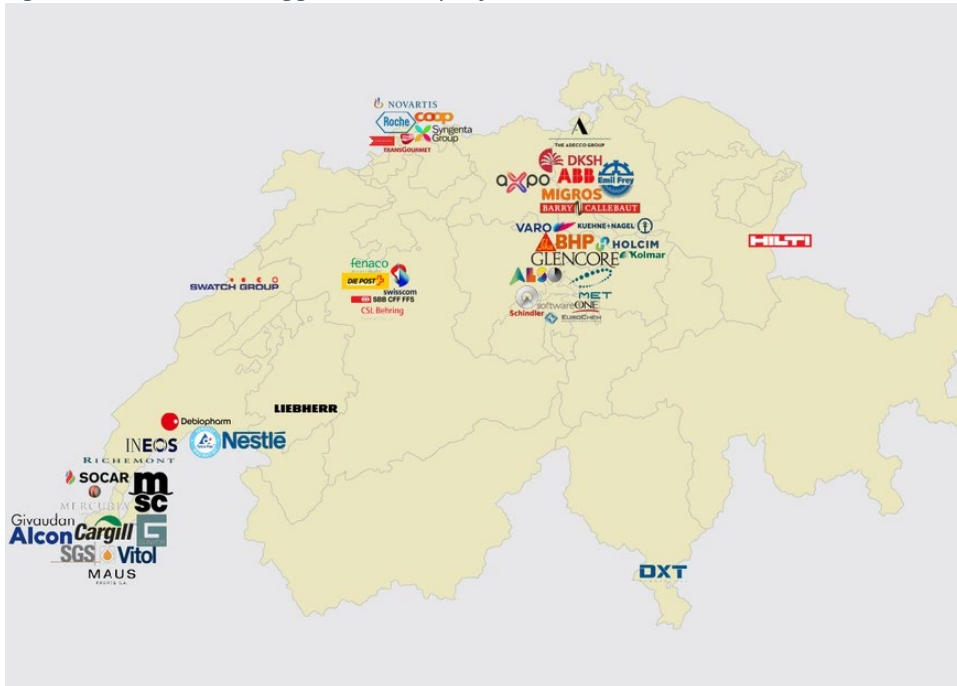 NOVARTIS
Roche
coop
Syngenta
Group
TRANSGOURMET
A
THE ADECCO GROUP
DKSH
axpo
ABB
Emil Frey
MIGROS
BARRY CALLEBAUT
VARO
KUEHNE+NAGEL
BHP
HOLCIM
GLENCORE
Kolmar
HILTI
fenaco
DIE POST
swisscom
SBB CFF FFS
CSL Behring
ALSO
MET
Schindler
softwareONE
EUROCHEM
SWATCH GROUP
LIEBHERR
Debiopharm
INEOS
Nestlé
RICHEMONT
SOCAR
msc
MERCURIA
Givaudan
Alcon
Cargill
G
SGS
Vitol
MAUS
FRÈRES S.A.
DXT